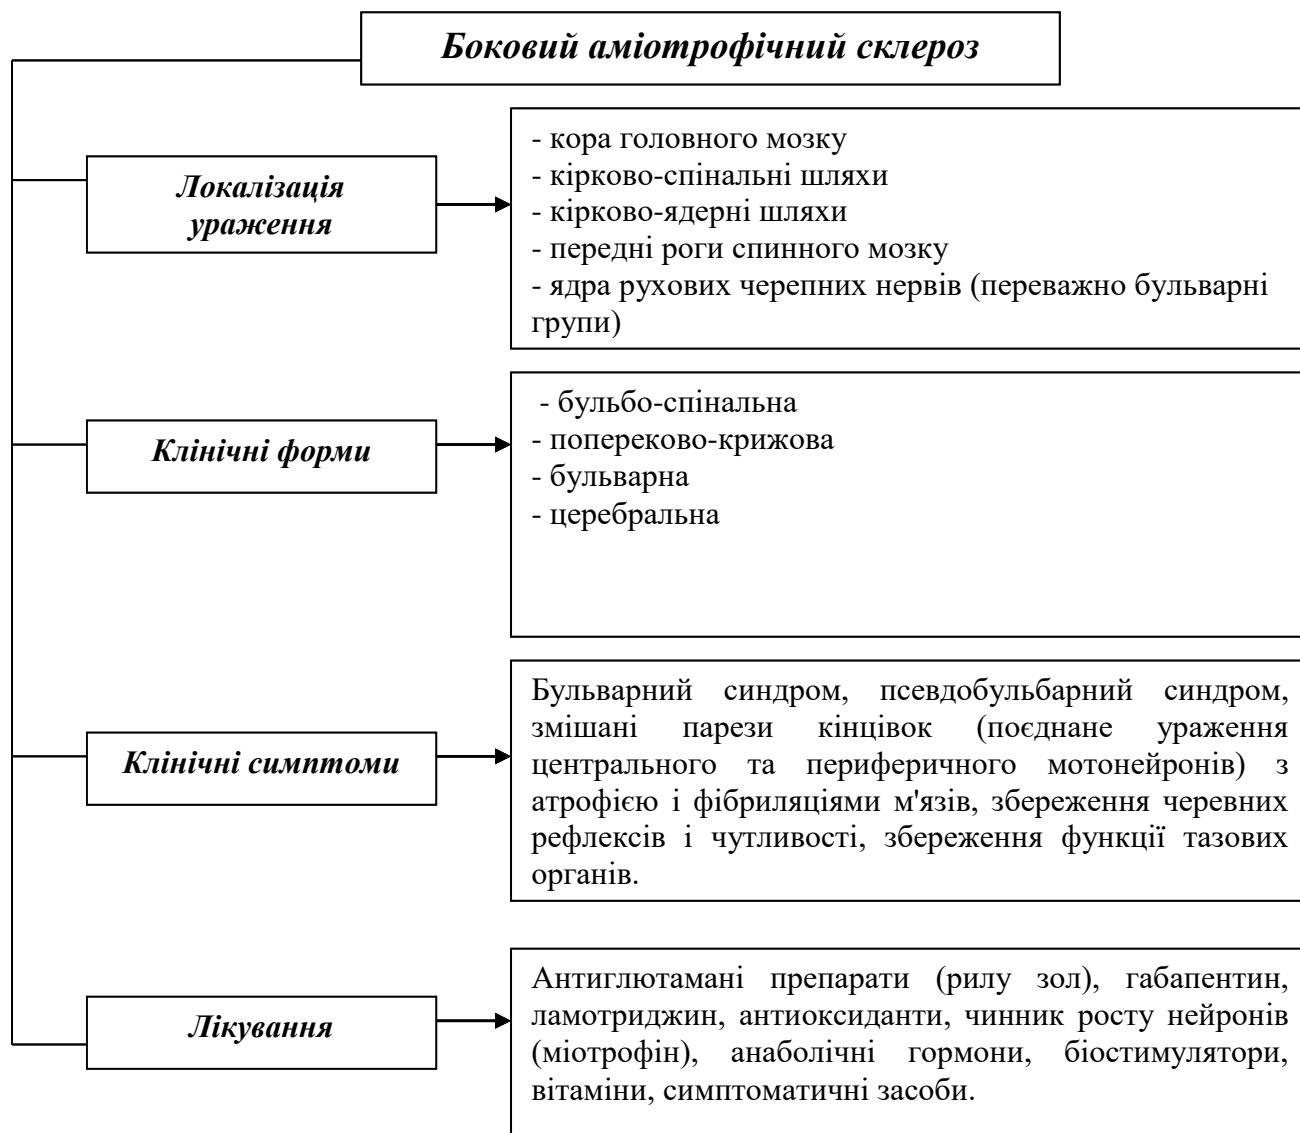 Боковий аміотрофічний склероз
Локалізація
ураження
- кора головного мозку
- кірково-спінальні шляхи
- кірково-ядерні шляхи
- передні роги спинного мозку
- ядра рухових черепних нервів (переважно бульварні
групи)
Клінічні форми
- бульбо-спінальна
- попереково-крижова
- бульварна
- церебральна
Клінічні симптоми
Бульварний синдром, псевдобульбарний синдром,
змішані парези кінцівок (поєднане ураження
центрального та периферичного мотонейронів) з
атрофією і фібриляціями м'язів, збереження черевних
рефлексів і чутливості, збереження функції тазових
органів.
Лікування
Антиглютамані препарати (рилу зол), габапентин,
ламотриджин, антиоксиданти, чинник росту нейронів
(міотрофін), анаболічні гормони, біостимулятори,
вітаміни, симптоматичні засоби.